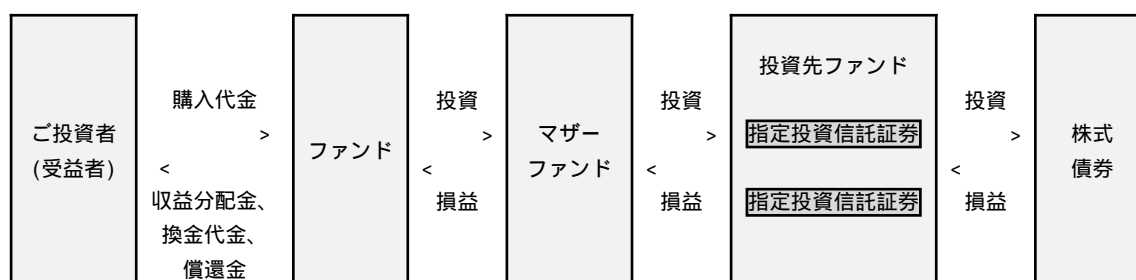 ご投資者
(受益者)
購入代金
>
<
収益分配金、
換金代金、
償還金
ファンド
投資
>
<
損益
マザー
ファンド
投資
>
<
損益
投資先ファンド
指定投資信託証券
指定投資信託証券
投資
>
<
損益
株式
債券